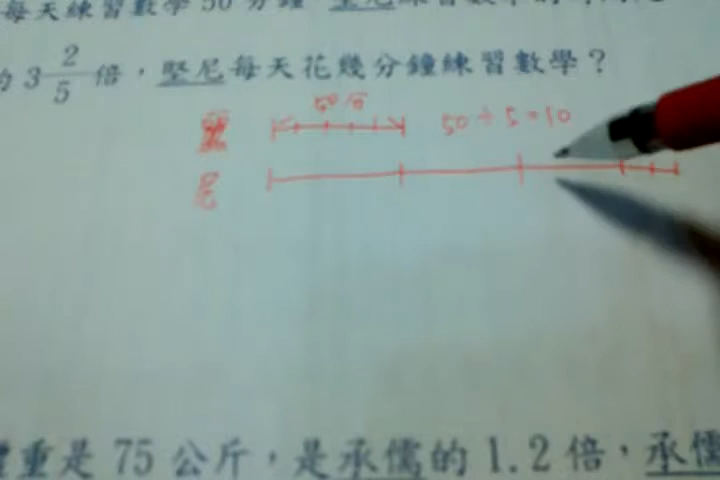 每天練習數學50分鐘
的 3 2/5 倍，堅尼每天花幾分鐘練習數學？
50分
50÷5=10
尼
重是75公斤，是承儒的1.2倍，承儒